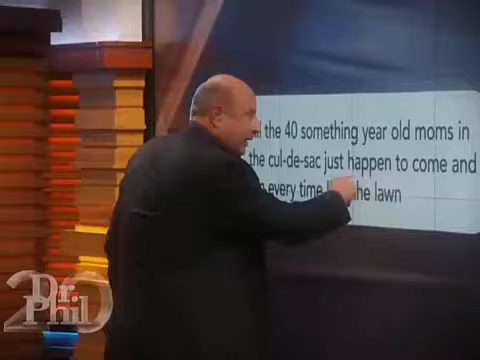 the 40 something year old moms in
the cul-de-sac just happen to come and
every time the lawn
Dr.
Phil
20